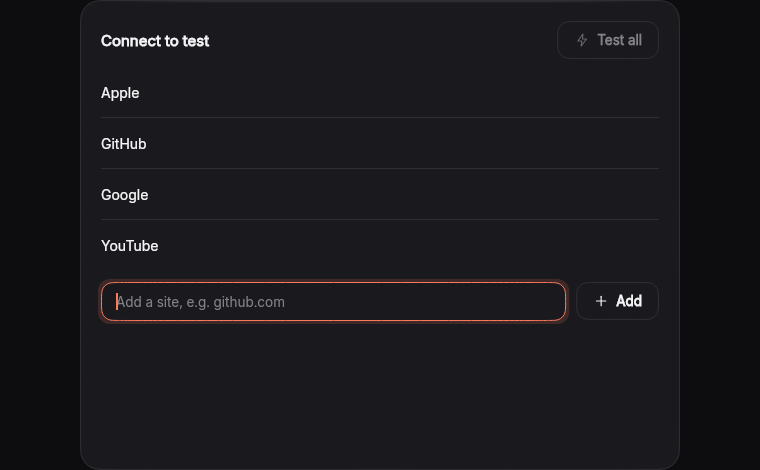 Connect to test
Test all
Apple
GitHub
Google
YouTube
Add a site, e.g. github.com
Add